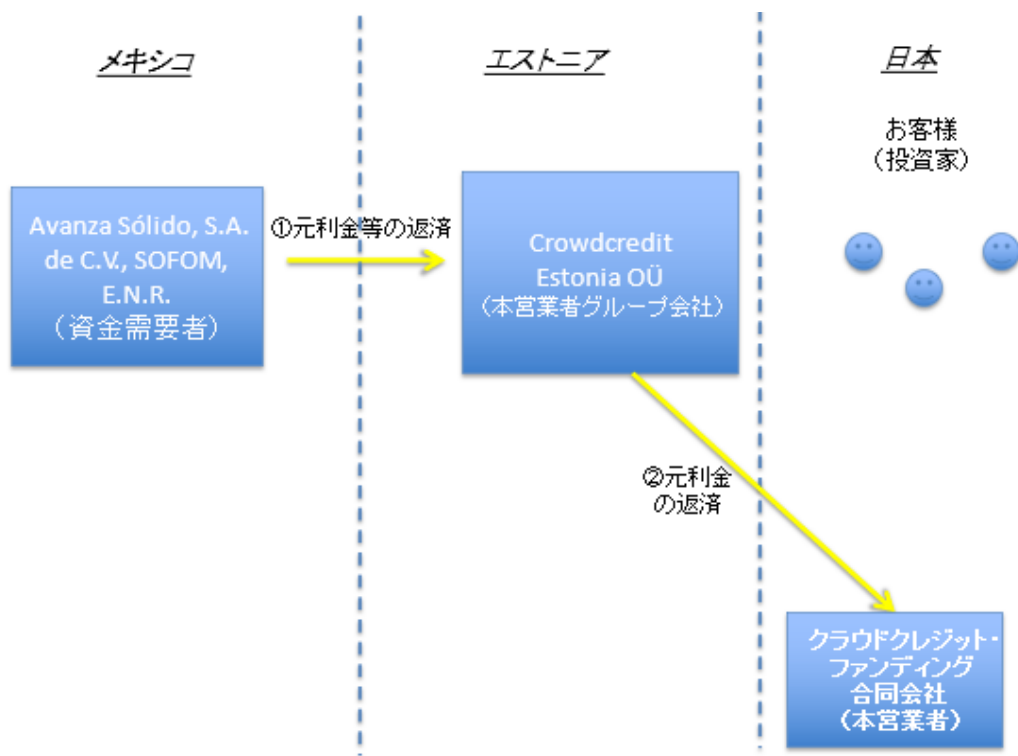 メキシコ
エストニア
日本
お客様
（投資家）
Avanza Sólido, S.A.
de C.V., SOFOM,
E.N.R.
（資金需要者）
①元利金等の返済
Crowdcredit
Estonia OÜ
（本営業者グループ会社）
②元利金
の返済
クラウドクレジット・
ファンディング
合同会社
（本営業者）